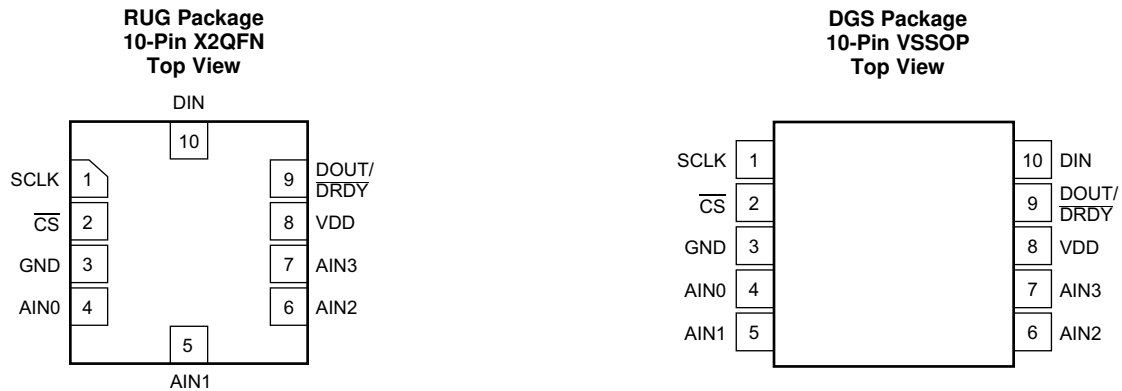 RUG Package
10-Pin X2QFN
Top View
DIN
10
SCLK 1
9 DOUT/
DRDY
CS 2
8 VDD
GND 3
7 AIN3
AIN0 4
6 AIN2
5
AIN1
DGS Package
10-Pin VSSOP
Top View
SCLK 1
10 DIN
CS 2
9 DOUT/
DRDY
GND 3
8 VDD
AIN0 4
7 AIN3
AIN1 5
6 AIN2